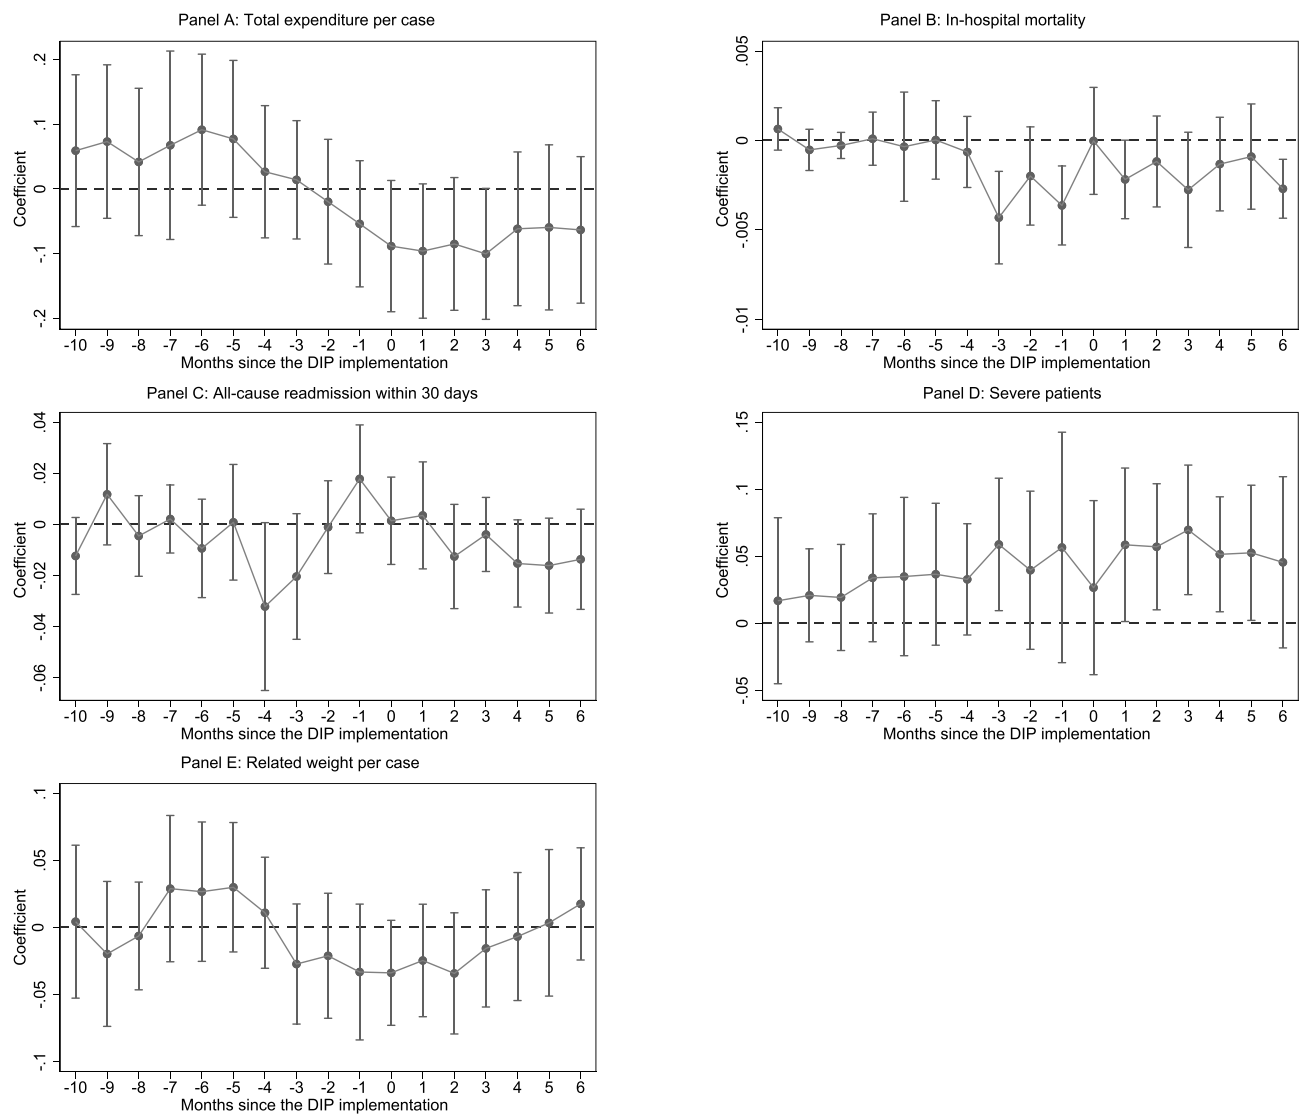 Panel A: Total expenditure per case
Coefficient
.2
.1
0
-.1
-.2
-10 -9 -8 -7 -6 -5 -4 -3 -2 -1 0 1 2 3 4 5 6
Months since the DIP implementation
Panel B: In-hospital mortality
Coefficient
.005
0
-.005
-.01
-10 -9 -8 -7 -6 -5 -4 -3 -2 -1 0 1 2 3 4 5 6
Months since the DIP implementation
Panel C: All-cause readmission within 30 days
Coefficient
.04
.02
0
-.02
-.04
-.06
-10 -9 -8 -7 -6 -5 -4 -3 -2 -1 0 1 2 3 4 5 6
Months since the DIP implementation
Panel D: Severe patients
Coefficient
.15
.1
.05
0
-.05
-10 -9 -8 -7 -6 -5 -4 -3 -2 -1 0 1 2 3 4 5 6
Months since the DIP implementation
Panel E: Related weight per case
Coefficient
.1
.05
0
-.05
-.1
-10 -9 -8 -7 -6 -5 -4 -3 -2 -1 0 1 2 3 4 5 6
Months since the DIP implementation